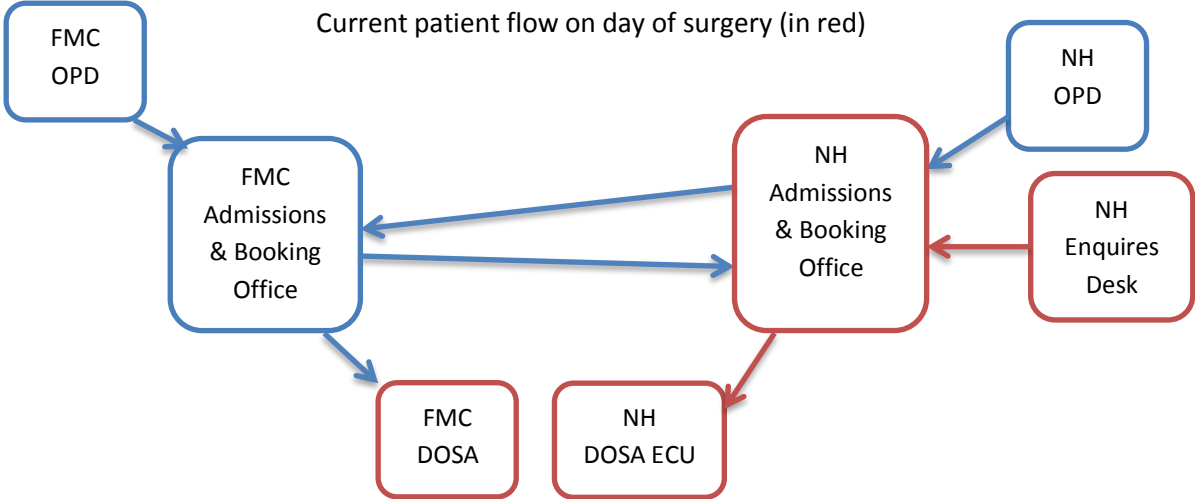 Current patient flow on day of surgery (in red)
FMC
OPD
NH
OPD
FMC
Admissions
& Booking
Office
NH
Admissions
& Booking
Office
NH
Enquires
Desk
FMC
DOSA
NH
DOSA ECU